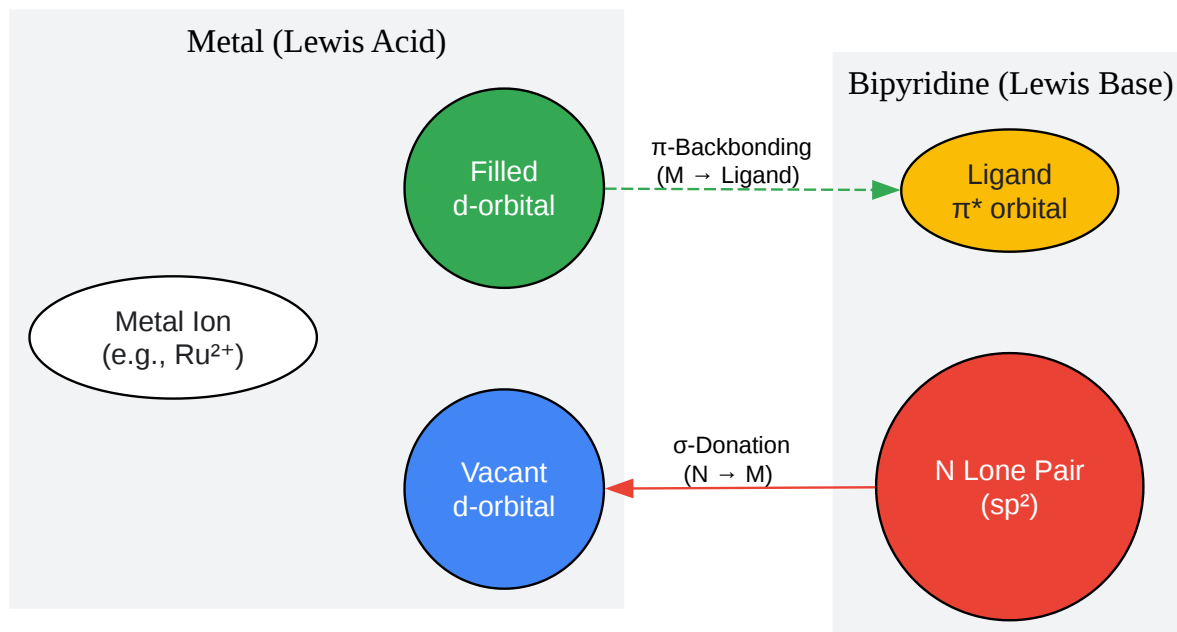 Metal (Lewis Acid)
Bipyridine (Lewis Base)
Filled
d-orbital
π-Backbonding
(M → Ligand)
Ligand
π* orbital
Metal Ion
(e.g., Ru²⁺)
Vacant
d-orbital
σ-Donation
(N → M)
N Lone Pair
(sp²)